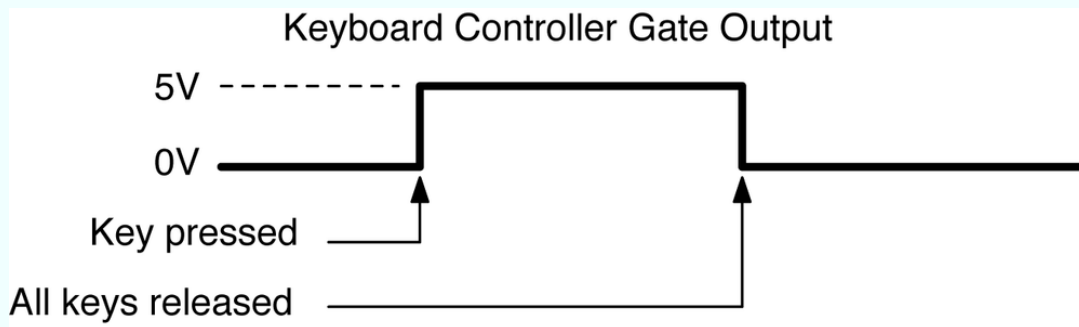 Keyboard Controller Gate Output
5V
0V
Key pressed
All keys released